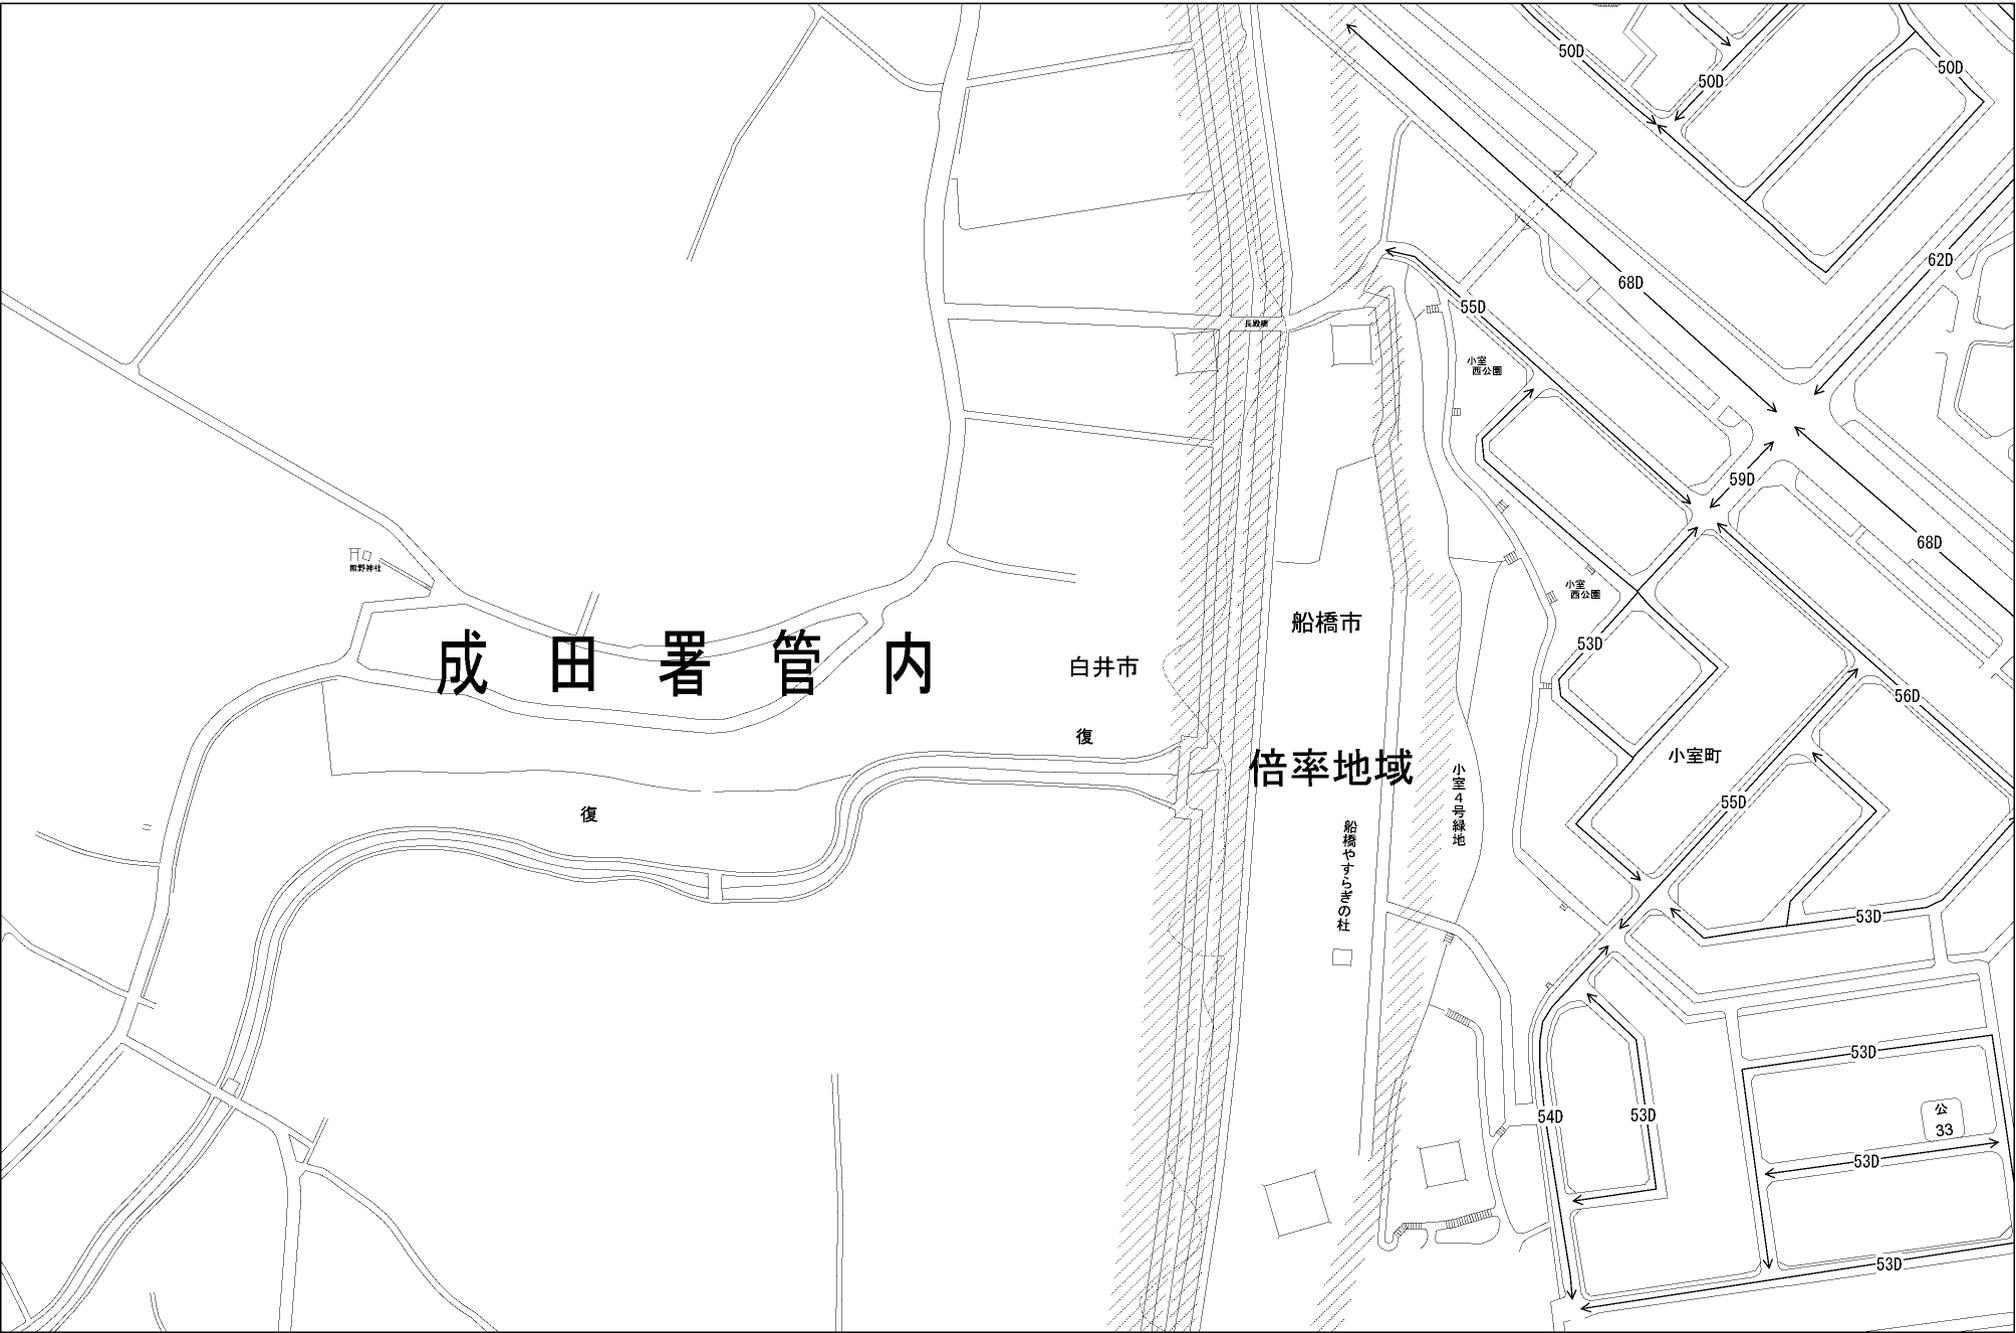 50D
50D
50D
62D
68D
55D
長殿橋
小室
西公園
59D
68D
熊野神社
小室
西公園
船橋市
53D
成田署管内
白井市
56D
復
小室町
倍率地域
小室4号緑地
55D
復
船橋やすらぎの杜
53D
53D
公
33
54D
53D
53D
53D